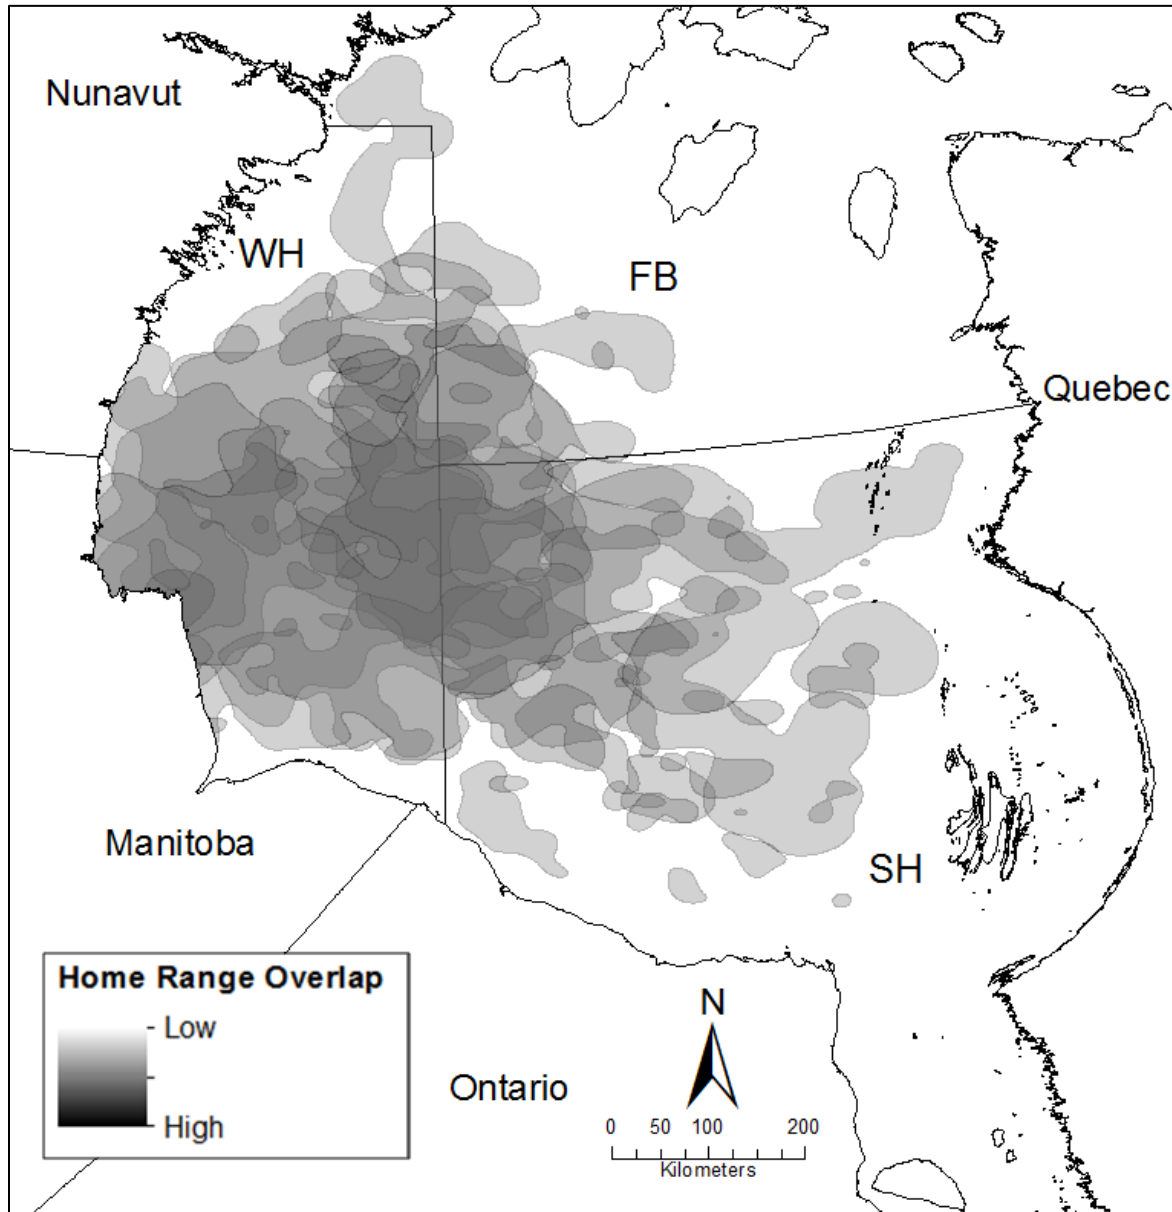 Nunavut
WH
FB
Quebec
Manitoba
SH
Home Range Overlap
Low
High
N
Ontario
0 50 100 200
Kilometers